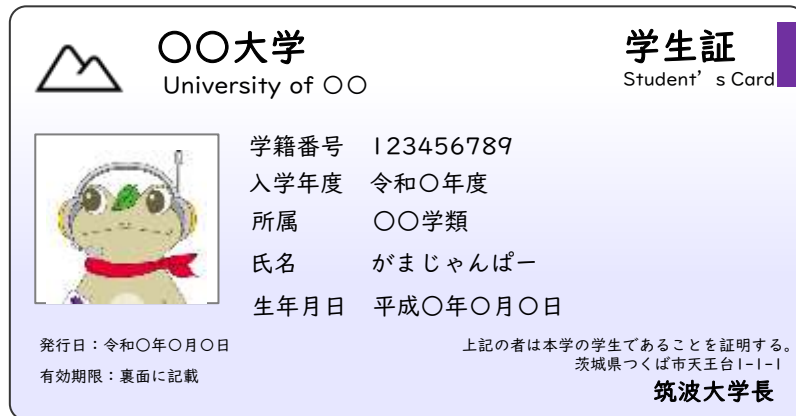 〇〇大学
University of 〇〇
学生証
Student’s Card
学籍番号 123456789
入学年度 令和〇年度
所属 〇〇学類
氏名 がまじゃんぱー
生年月日 平成〇年〇月〇日
発行日：令和〇年〇月〇日
有効期限：裏面に記載
上記の者は本学の学生であることを証明する。
茨城県つくば市天王台1-1-1
筑波大学長